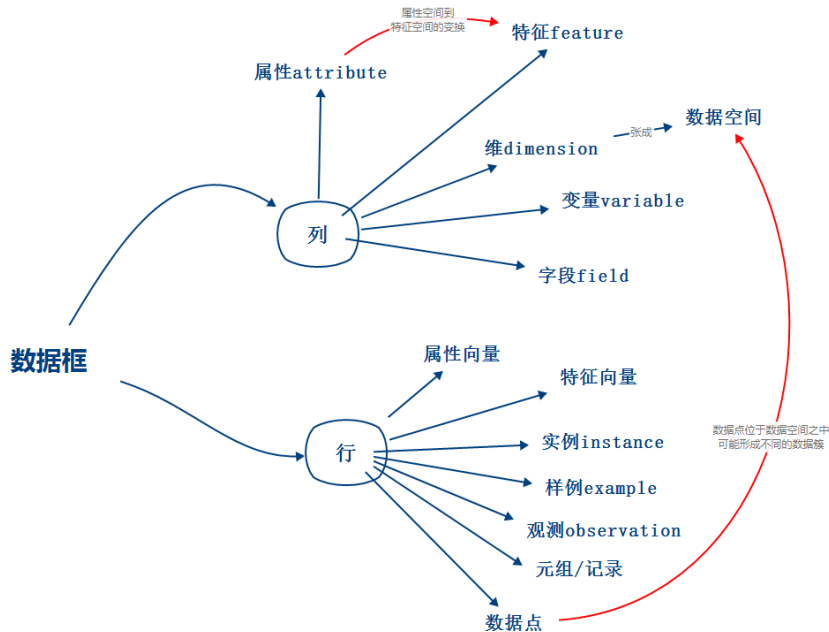 属性空间到
特征空间的变换
特征feature
属性attribute
数据空间
张成
维dimension
变量variable
列
字段field
数据框
属性向量
特征向量
数据点位于数据空间之中
可能形成不同的数据簇
实例instance
行
样例example
观测observation
元组/记录
数据点